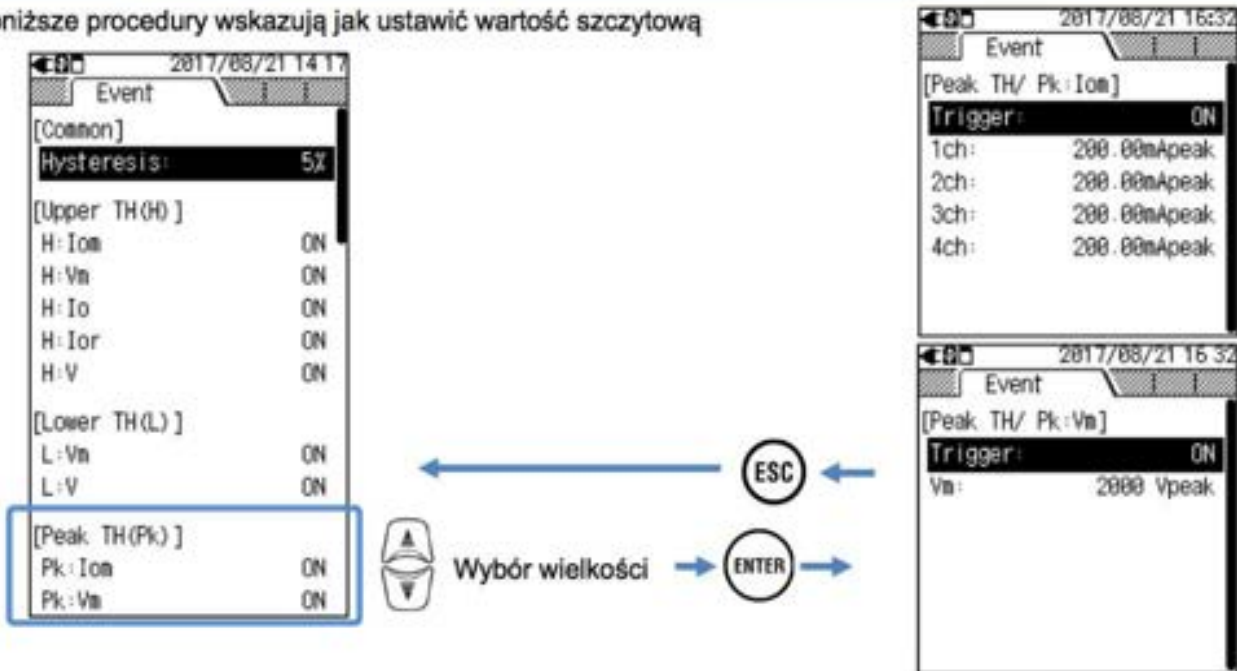 oniższe procedury wskazują jak ustawić wartość szczytową
2017/08/21 14 17
Event
[Common]
Hysteresis: 5%
[Upper TH(H)]
H:Iom ON
H:Vm ON
H:Io ON
H:Ior ON
H:V ON
[Lower TH(L)]
L:Vm ON
L:V ON
[Peak TH(Pk)]
Pk:Iom ON
Pk:Vm ON
Wybór wielkości
ESC
ENTER
2017/08/21 16:32
Event
[Peak TH/ Pk:Iom]
Trigger: ON
1ch: 200.00mApeak
2ch: 200.00mApeak
3ch: 200.00mApeak
4ch: 200.00mApeak
2017/08/21 16 32
Event
[Peak TH/ Pk:Vm]
Trigger: ON
Vm: 2000 Vpeak